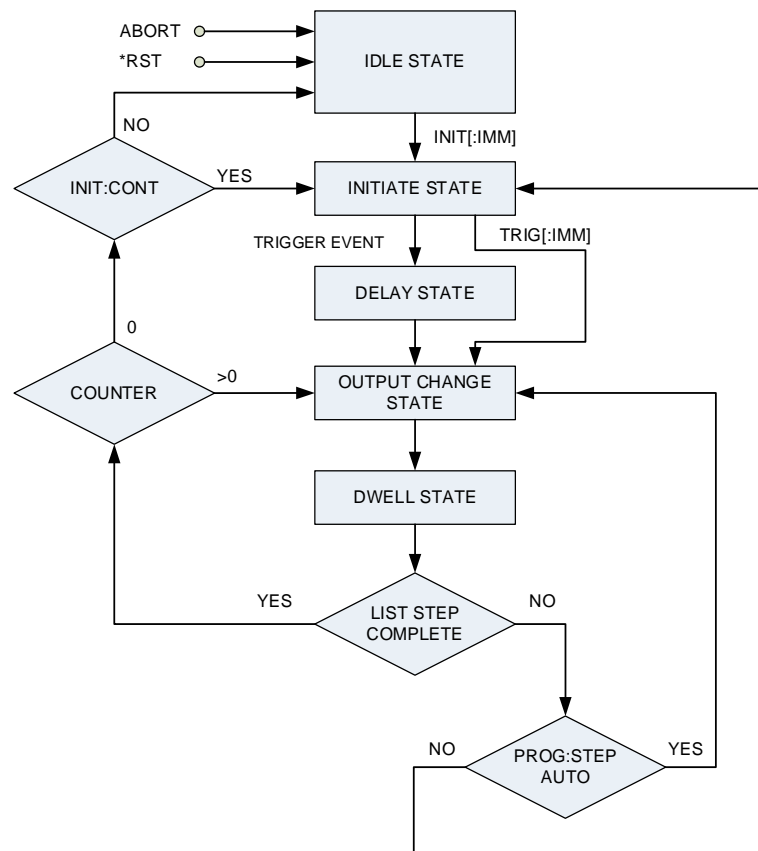 ABORT
*RST
IDLE STATE
NO
INIT[:IMM]
INIT:CONT
YES
INITIATE STATE
TRIGGER EVENT
TRIG[:IMM]
DELAY STATE
0
COUNTER
>0
OUTPUT CHANGE
STATE
DWELL STATE
YES
LIST STEP
COMPLETE
NO
NO
PROG:STEP
AUTO
YES